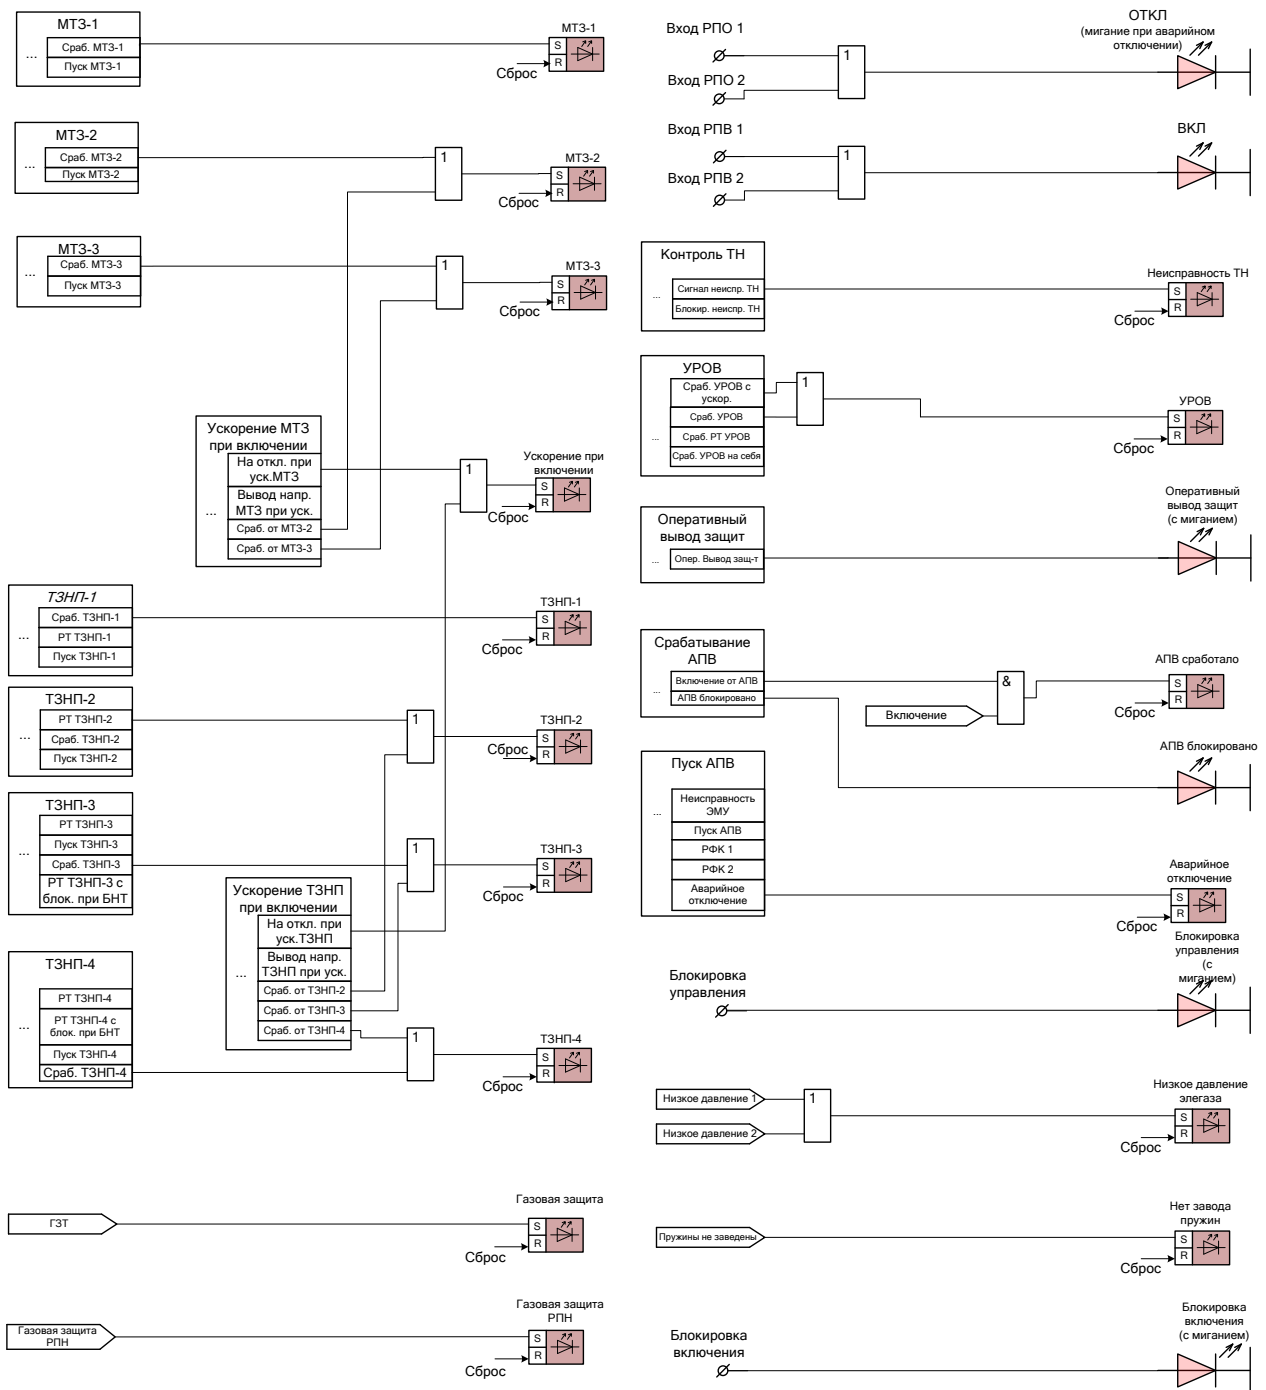 МТЗ-1
...
Сраб. МТЗ-1
Пуск МТЗ-1
МТЗ-1
S
R
Сброс
МТЗ-2
...
Сраб. МТЗ-2
Пуск МТЗ-2
1
МТЗ-2
S
R
Сброс
МТЗ-3
...
Сраб. МТЗ-3
Пуск МТЗ-3
1
МТЗ-3
S
R
Сброс
Ускорение МТЗ
при включении
На откл. при
уск.МТЗ
Вывод напр.
МТЗ при уск.
...
Сраб. от МТЗ-2
Сраб. от МТЗ-3
1
Ускорение при
включении
S
R
Сброс
ТЗНП-1
Сраб. ТЗНП-1
...
РТ ТЗНП-1
Пуск ТЗНП-1
ТЗНП-1
S
R
Сброс
ТЗНП-2
РТ ТЗНП-2
...
Сраб. ТЗНП-2
Пуск ТЗНП-2
1
ТЗНП-2
S
R
Сброс
ТЗНП-3
РТ ТЗНП-3
Пуск ТЗНП-3
...
Сраб. ТЗНП-3
РТ ТЗНП-3 с
блок. при БНТ
1
ТЗНП-3
S
R
Сброс
Ускорение ТЗНП
при включении
На откл. при
уск.ТЗНП
Вывод напр.
ТЗНП при уск.
...
Сраб. от ТЗНП-2
Сраб. от ТЗНП-3
Сраб. от ТЗНП-4
ТЗНП-4
РТ ТЗНП-4
...
РТ ТЗНП-4 с
блок. при БНТ
Пуск ТЗНП-4
Сраб. ТЗНП-4
1
ТЗНП-4
S
R
Сброс
ГЗТ
Газовая защита
S
R
Сброс
Газовая защита
РПН
Газовая защита
РПН
S
R
Сброс
Вход РПО 1
Вход РПО 2
1
ОТКЛ
(мигание при аварийном
отключении)
Вход РПВ 1
Вход РПВ 2
1
ВКЛ
Контроль ТН
...
Сигнал неиспр. ТН
Блокир. неиспр. ТН
Неисправность ТН
S
R
Сброс
УРОВ
Сраб. УРОВ с
ускор.
Сраб. УРОВ
...
Сраб. РТ УРОВ
Сраб. УРОВ на себя
1
УРОВ
S
R
Сброс
Оперативный
вывод защит
...
Опер. Вывод защ-т
Оперативный
вывод защит
(с миганием)
Срабатывание
АПВ
Включение от АПВ
...
АПВ блокировано
Включение
&
АПВ сработало
S
R
Сброс
АПВ блокировано
Пуск АПВ
Неисправность
ЭМУ
...
Пуск АПВ
РФК 1
РФК 2
Аварийное
отключение
Аварийное
отключение
S
R
Сброс
Блокировка
управления
Блокировка
управления
(с
миганием)
Низкое давление 1
Низкое давление 2
1
Низкое давление
элегаза
S
R
Сброс
Пружины не заведены
Нет завода
пружин
S
R
Сброс
Блокировка
включения
Блокировка
включения
(с миганием)